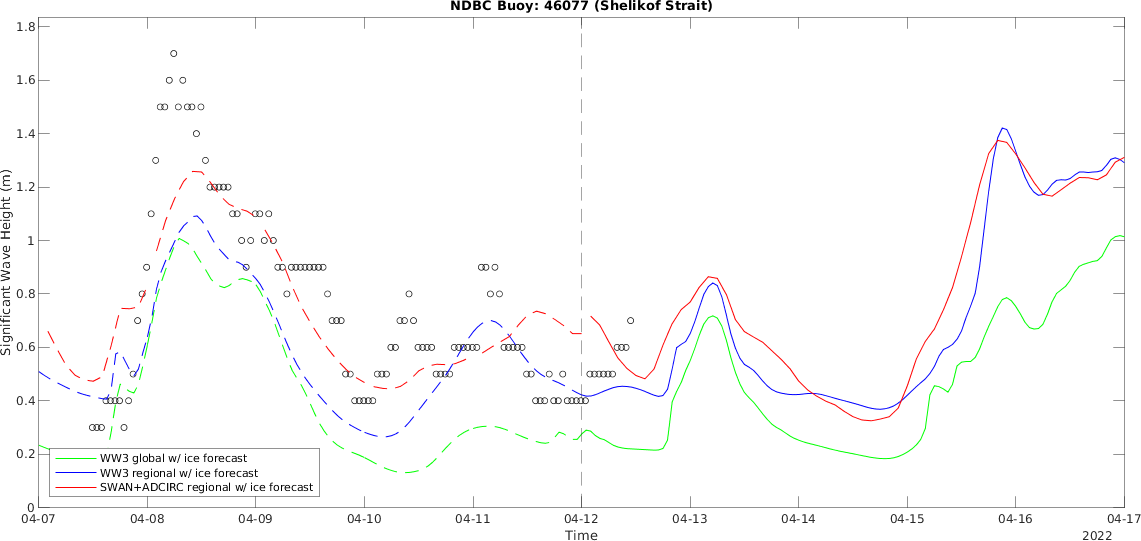 NDBC Buoy: 46077 (Shelikof Strait)
Significant Wave Height (m)
1.8
1.6
1.4
1.2
1
0.8
0.6
0.4
0.2
0
WW3 global w/ ice forecast
WW3 regional w/ ice forecast
SWAN+ADCIRC regional w/ ice forecast
04-07 04-08 04-09 04-10 04-11 04-12 04-13 04-14 04-15 04-16 04-17
Time
2022